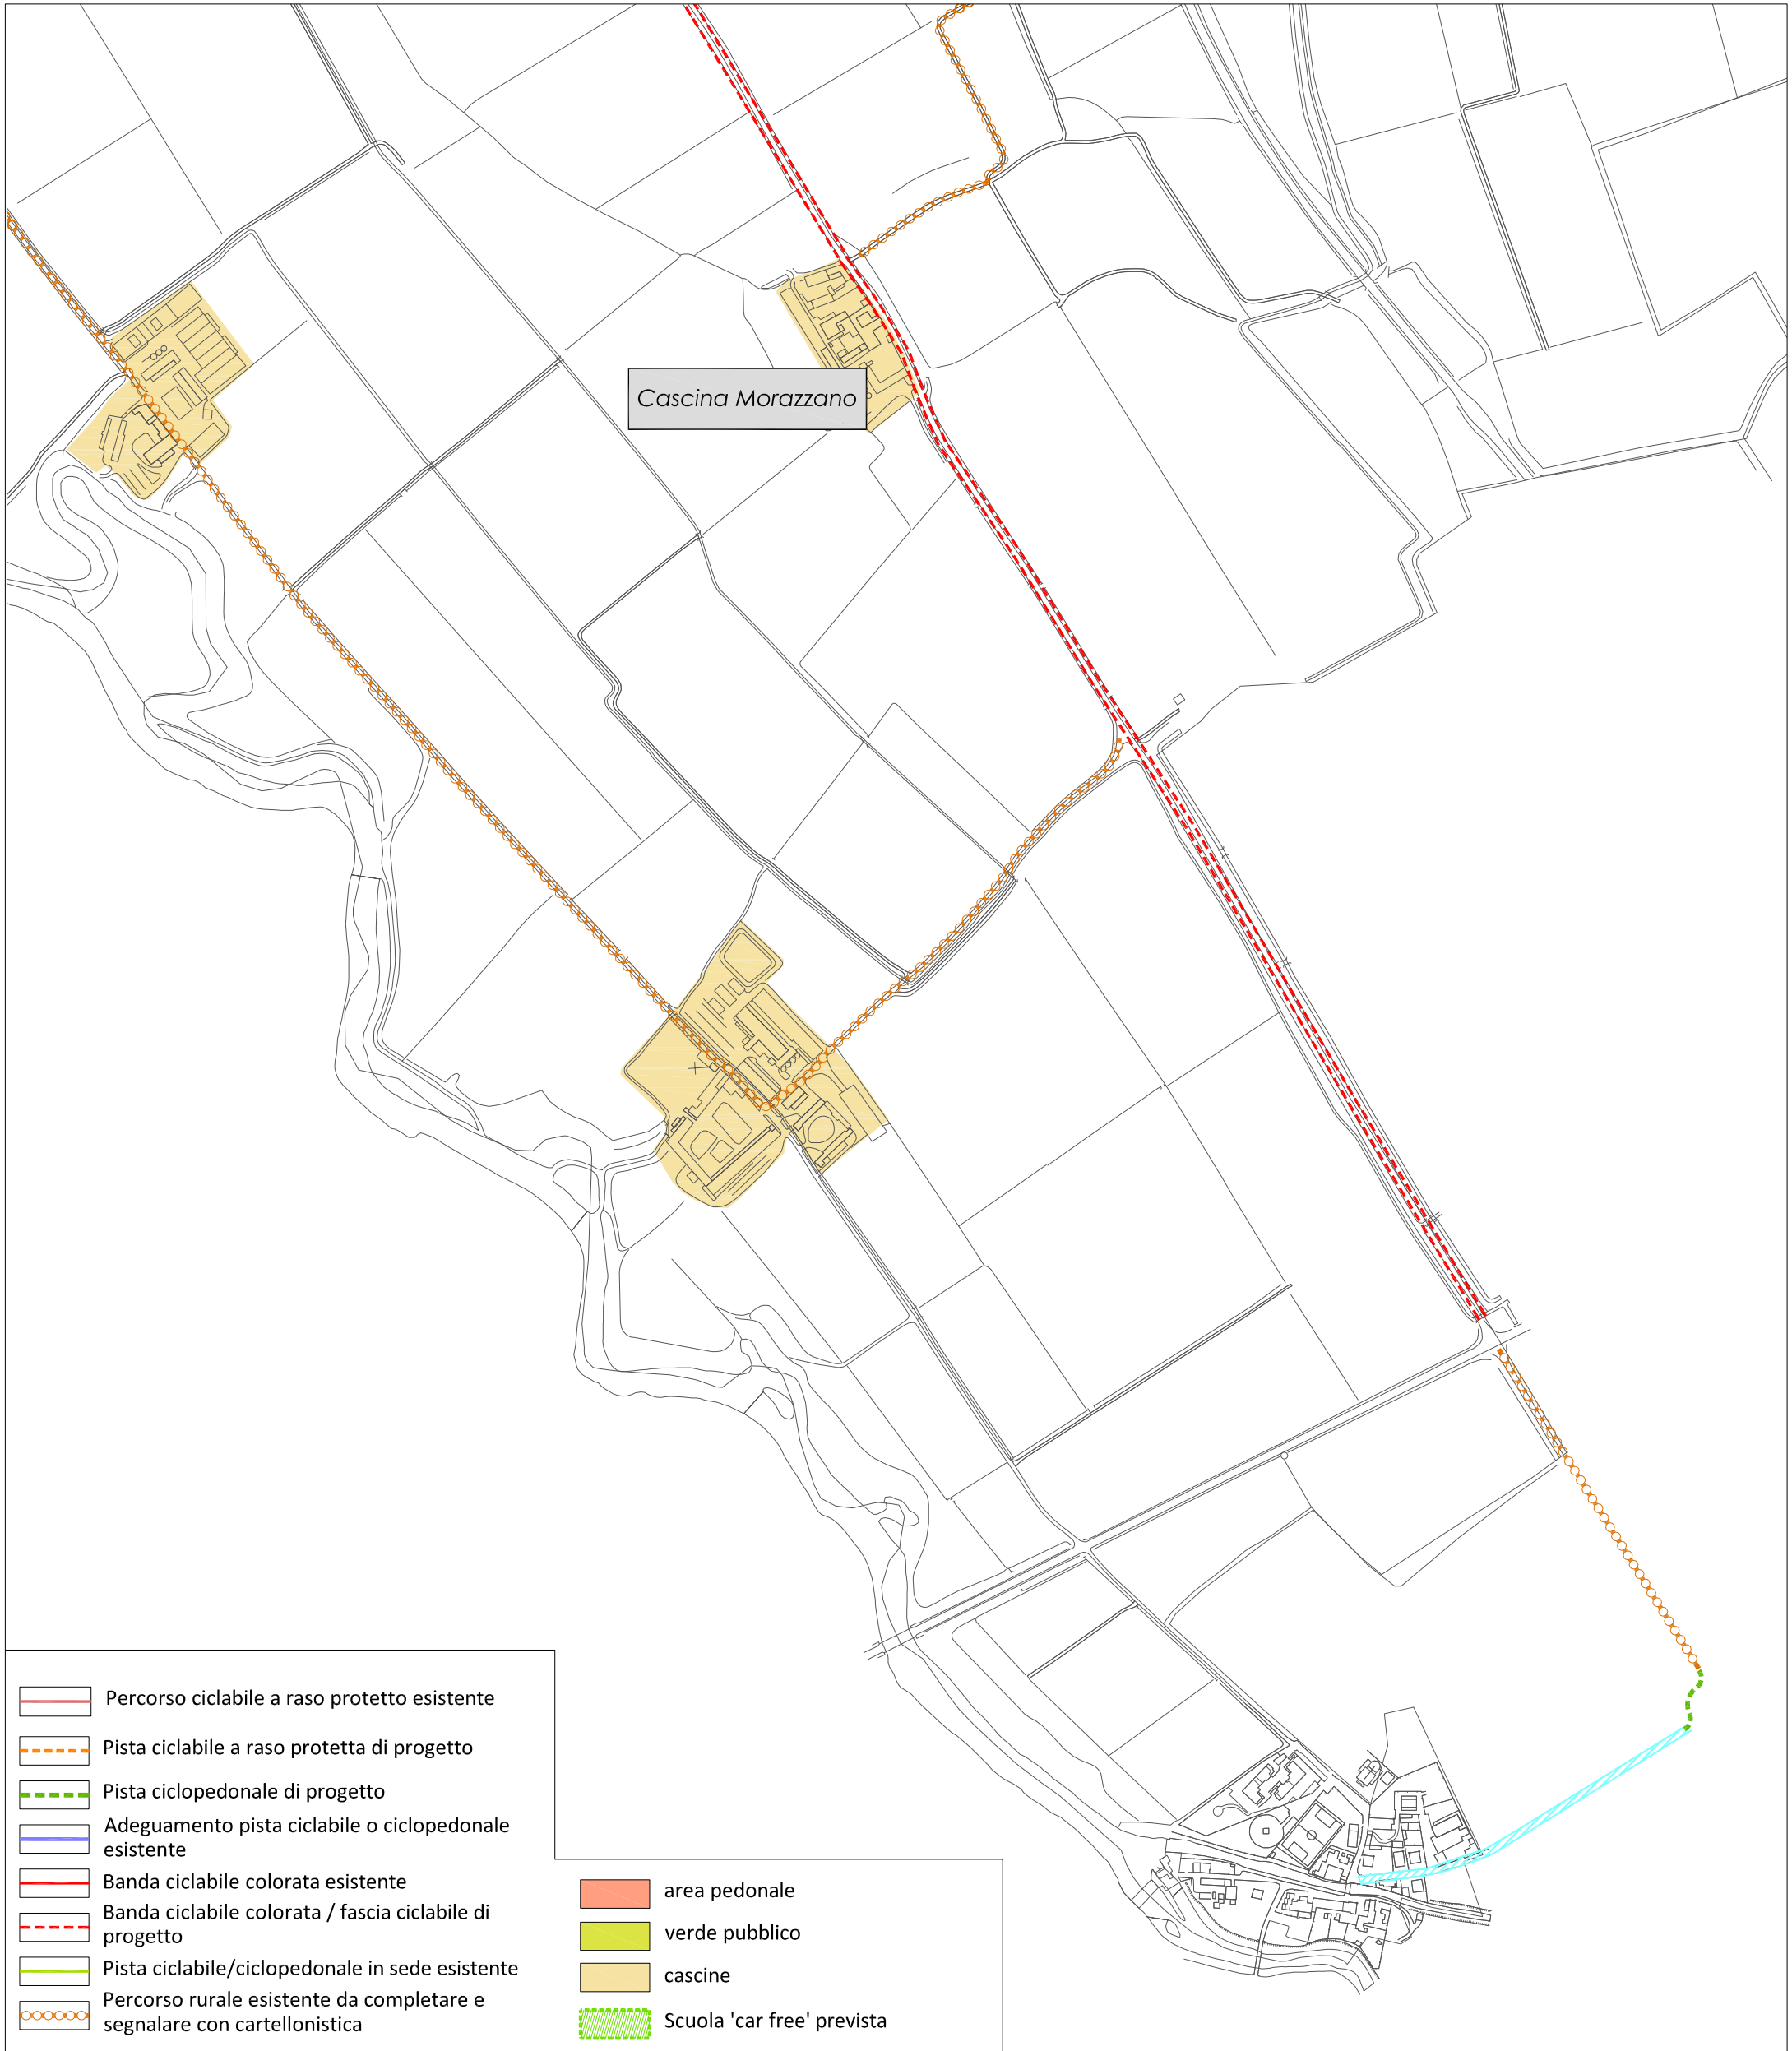 Cascina Morazzano
Percorso ciclabile a raso protetto esistente
Pista ciclabile a raso protetta di progetto
Pista ciclopedonale di progetto
Adeguamento pista ciclabile o ciclopedonale
esistente
Banda ciclabile colorata esistente
Banda ciclabile colorata / fascia ciclabile di
progetto
Pista ciclabile/ciclopedonale in sede esistente
Percorso rurale esistente da completare e
segnalare con cartellonistica
area pedonale
verde pubblico
cascine
Scuola 'car free' prevista